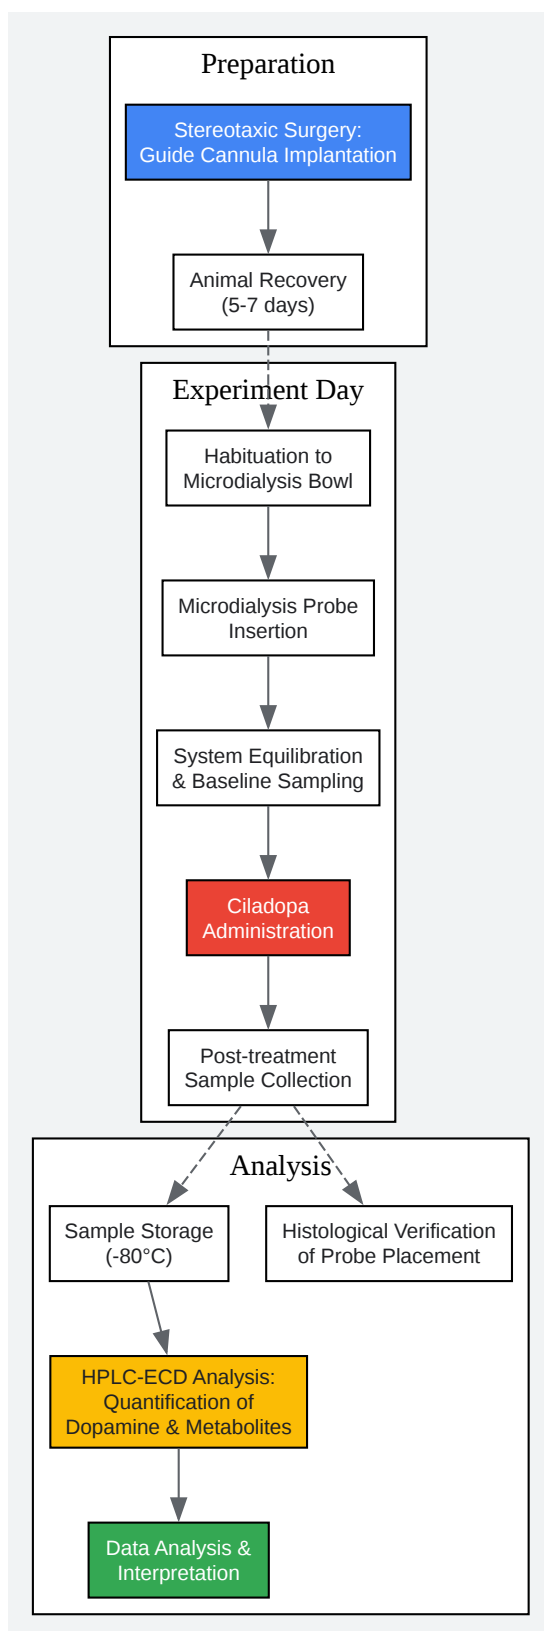 Preparation
Stereotaxic Surgery:
Guide Cannula Implantation
Animal Recovery
(5-7 days)
Experiment Day
Habituation to
Microdialysis Bowl
Microdialysis Probe
Insertion
System Equilibration
& Baseline Sampling
Ciladopa
Administration
Post-treatment
Sample Collection
Analysis
Sample Storage
(-80°C)
Histological Verification
of Probe Placement
HPLC-ECD Analysis:
Quantification of
Dopamine & Metabolites
Data Analysis &
Interpretation